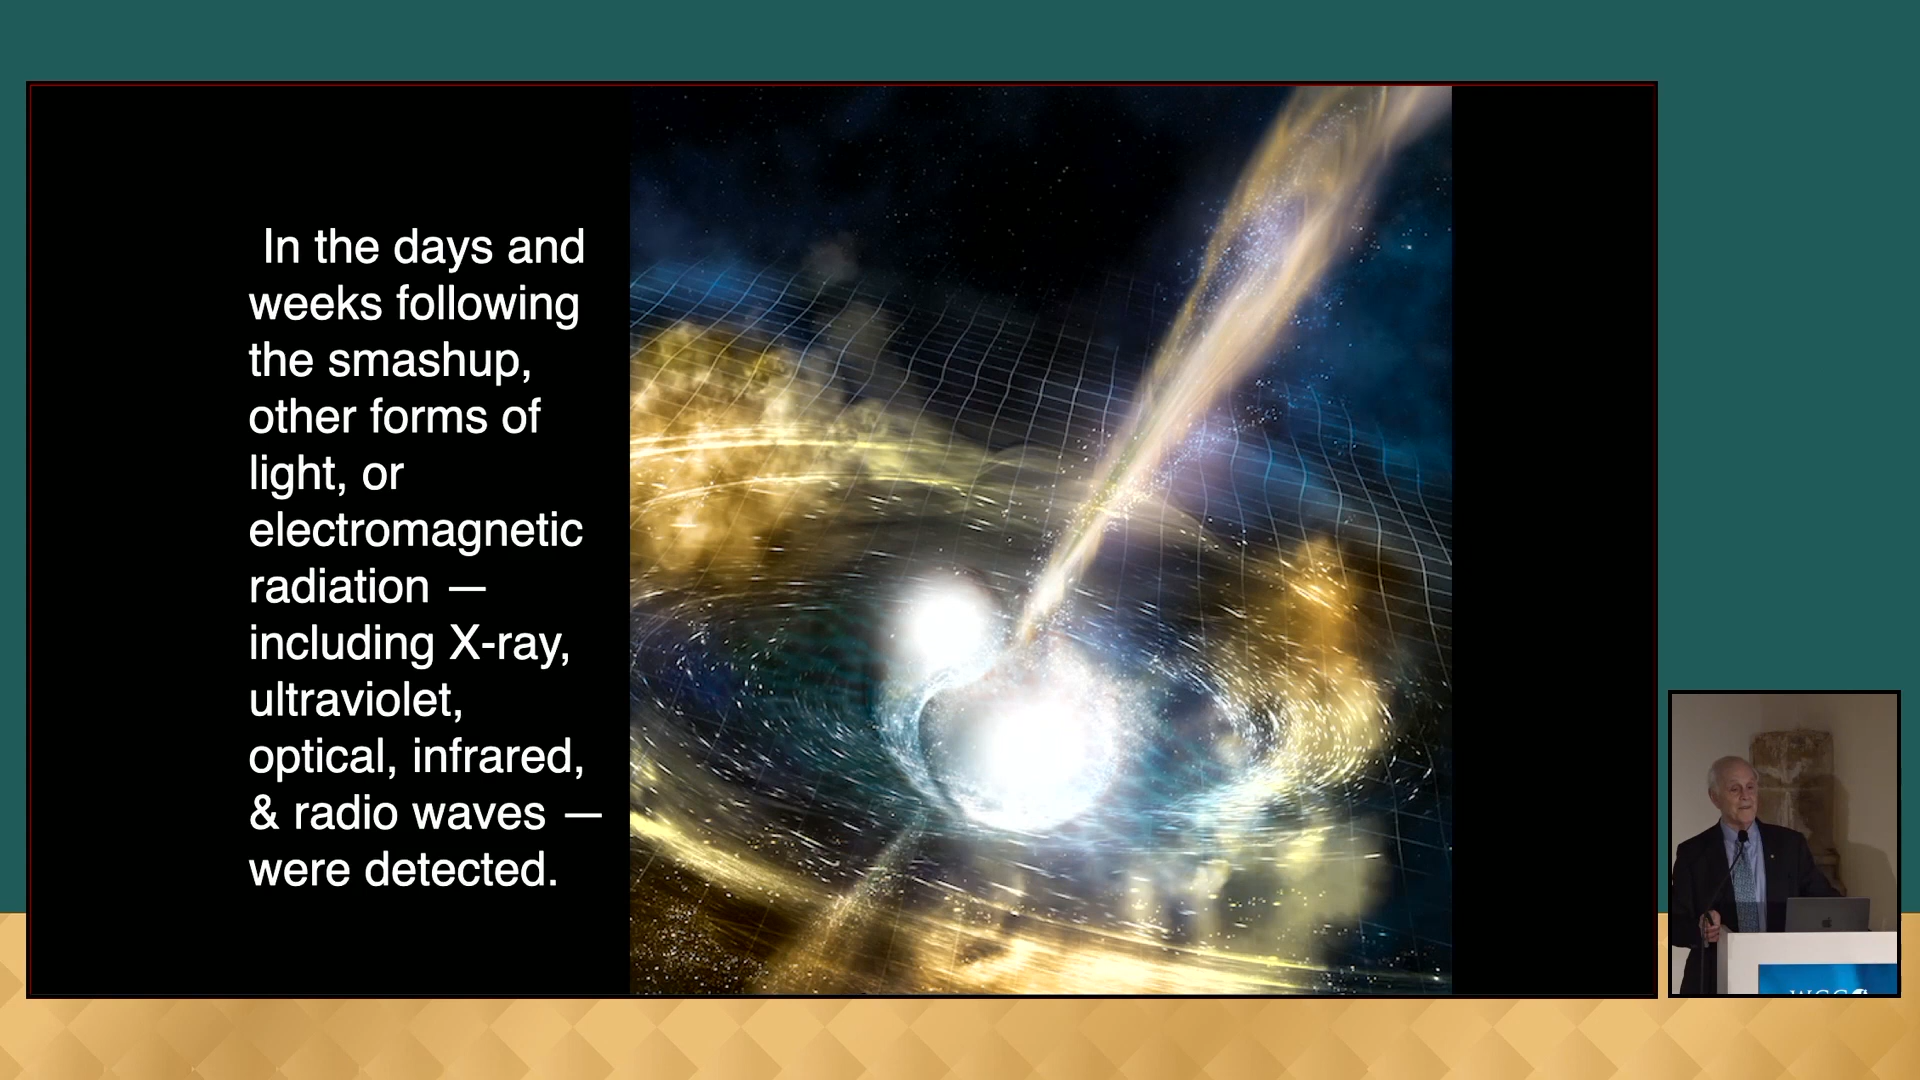 In the days and
weeks following
the smashup,
other forms of
light, or
electromagnetic
radiation —
including X-ray,
ultraviolet,
optical, infrared,
& radio waves —
were detected.